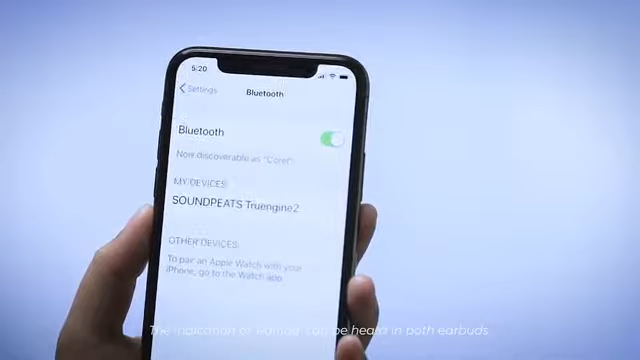 5:20
Settings
Bluetooth
Bluetooth
Now discoverable as "Corel".
MY DEVICES
SOUNDPEATS Truengine2
OTHER DEVICES
To pair an Apple Watch with your
iPhone, go to the Watch app.
The indication of can be heard in both earbuds.